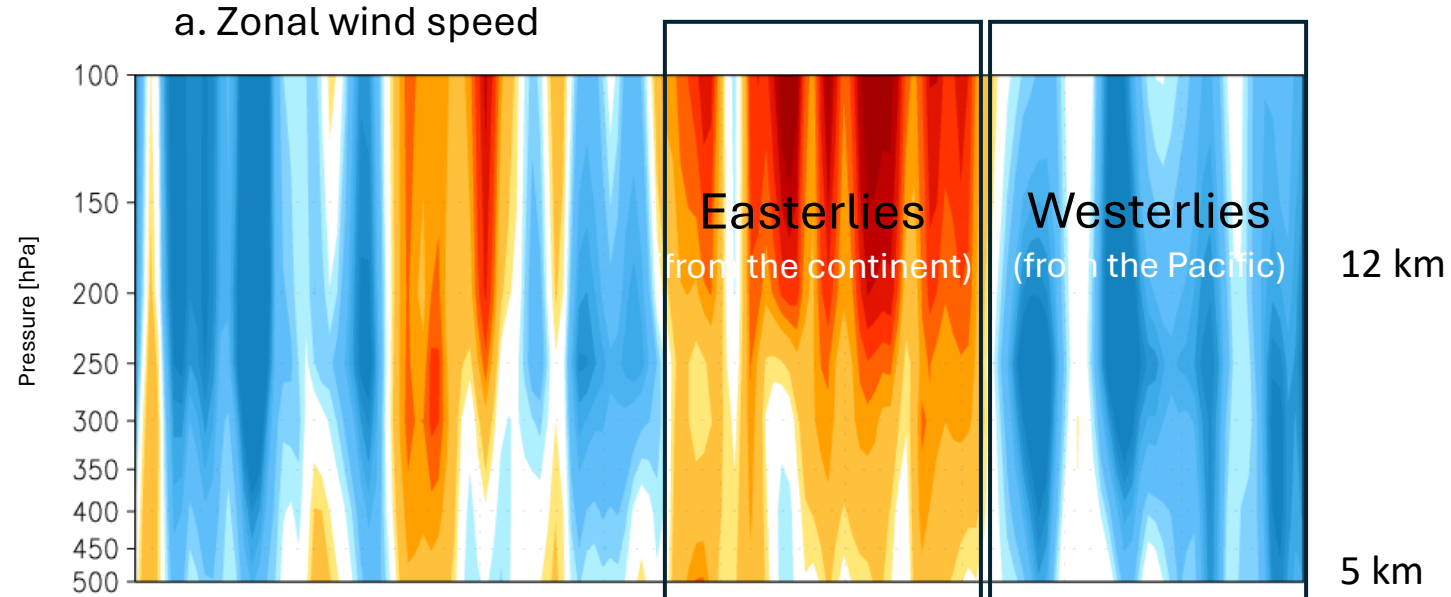 a. Zonal wind speed
100
150
200
250
300
350
400
450
500
Pressure [hPa]
Easterlies
(from the continent)
Westerlies
(from the Pacific)
12 km
5 km